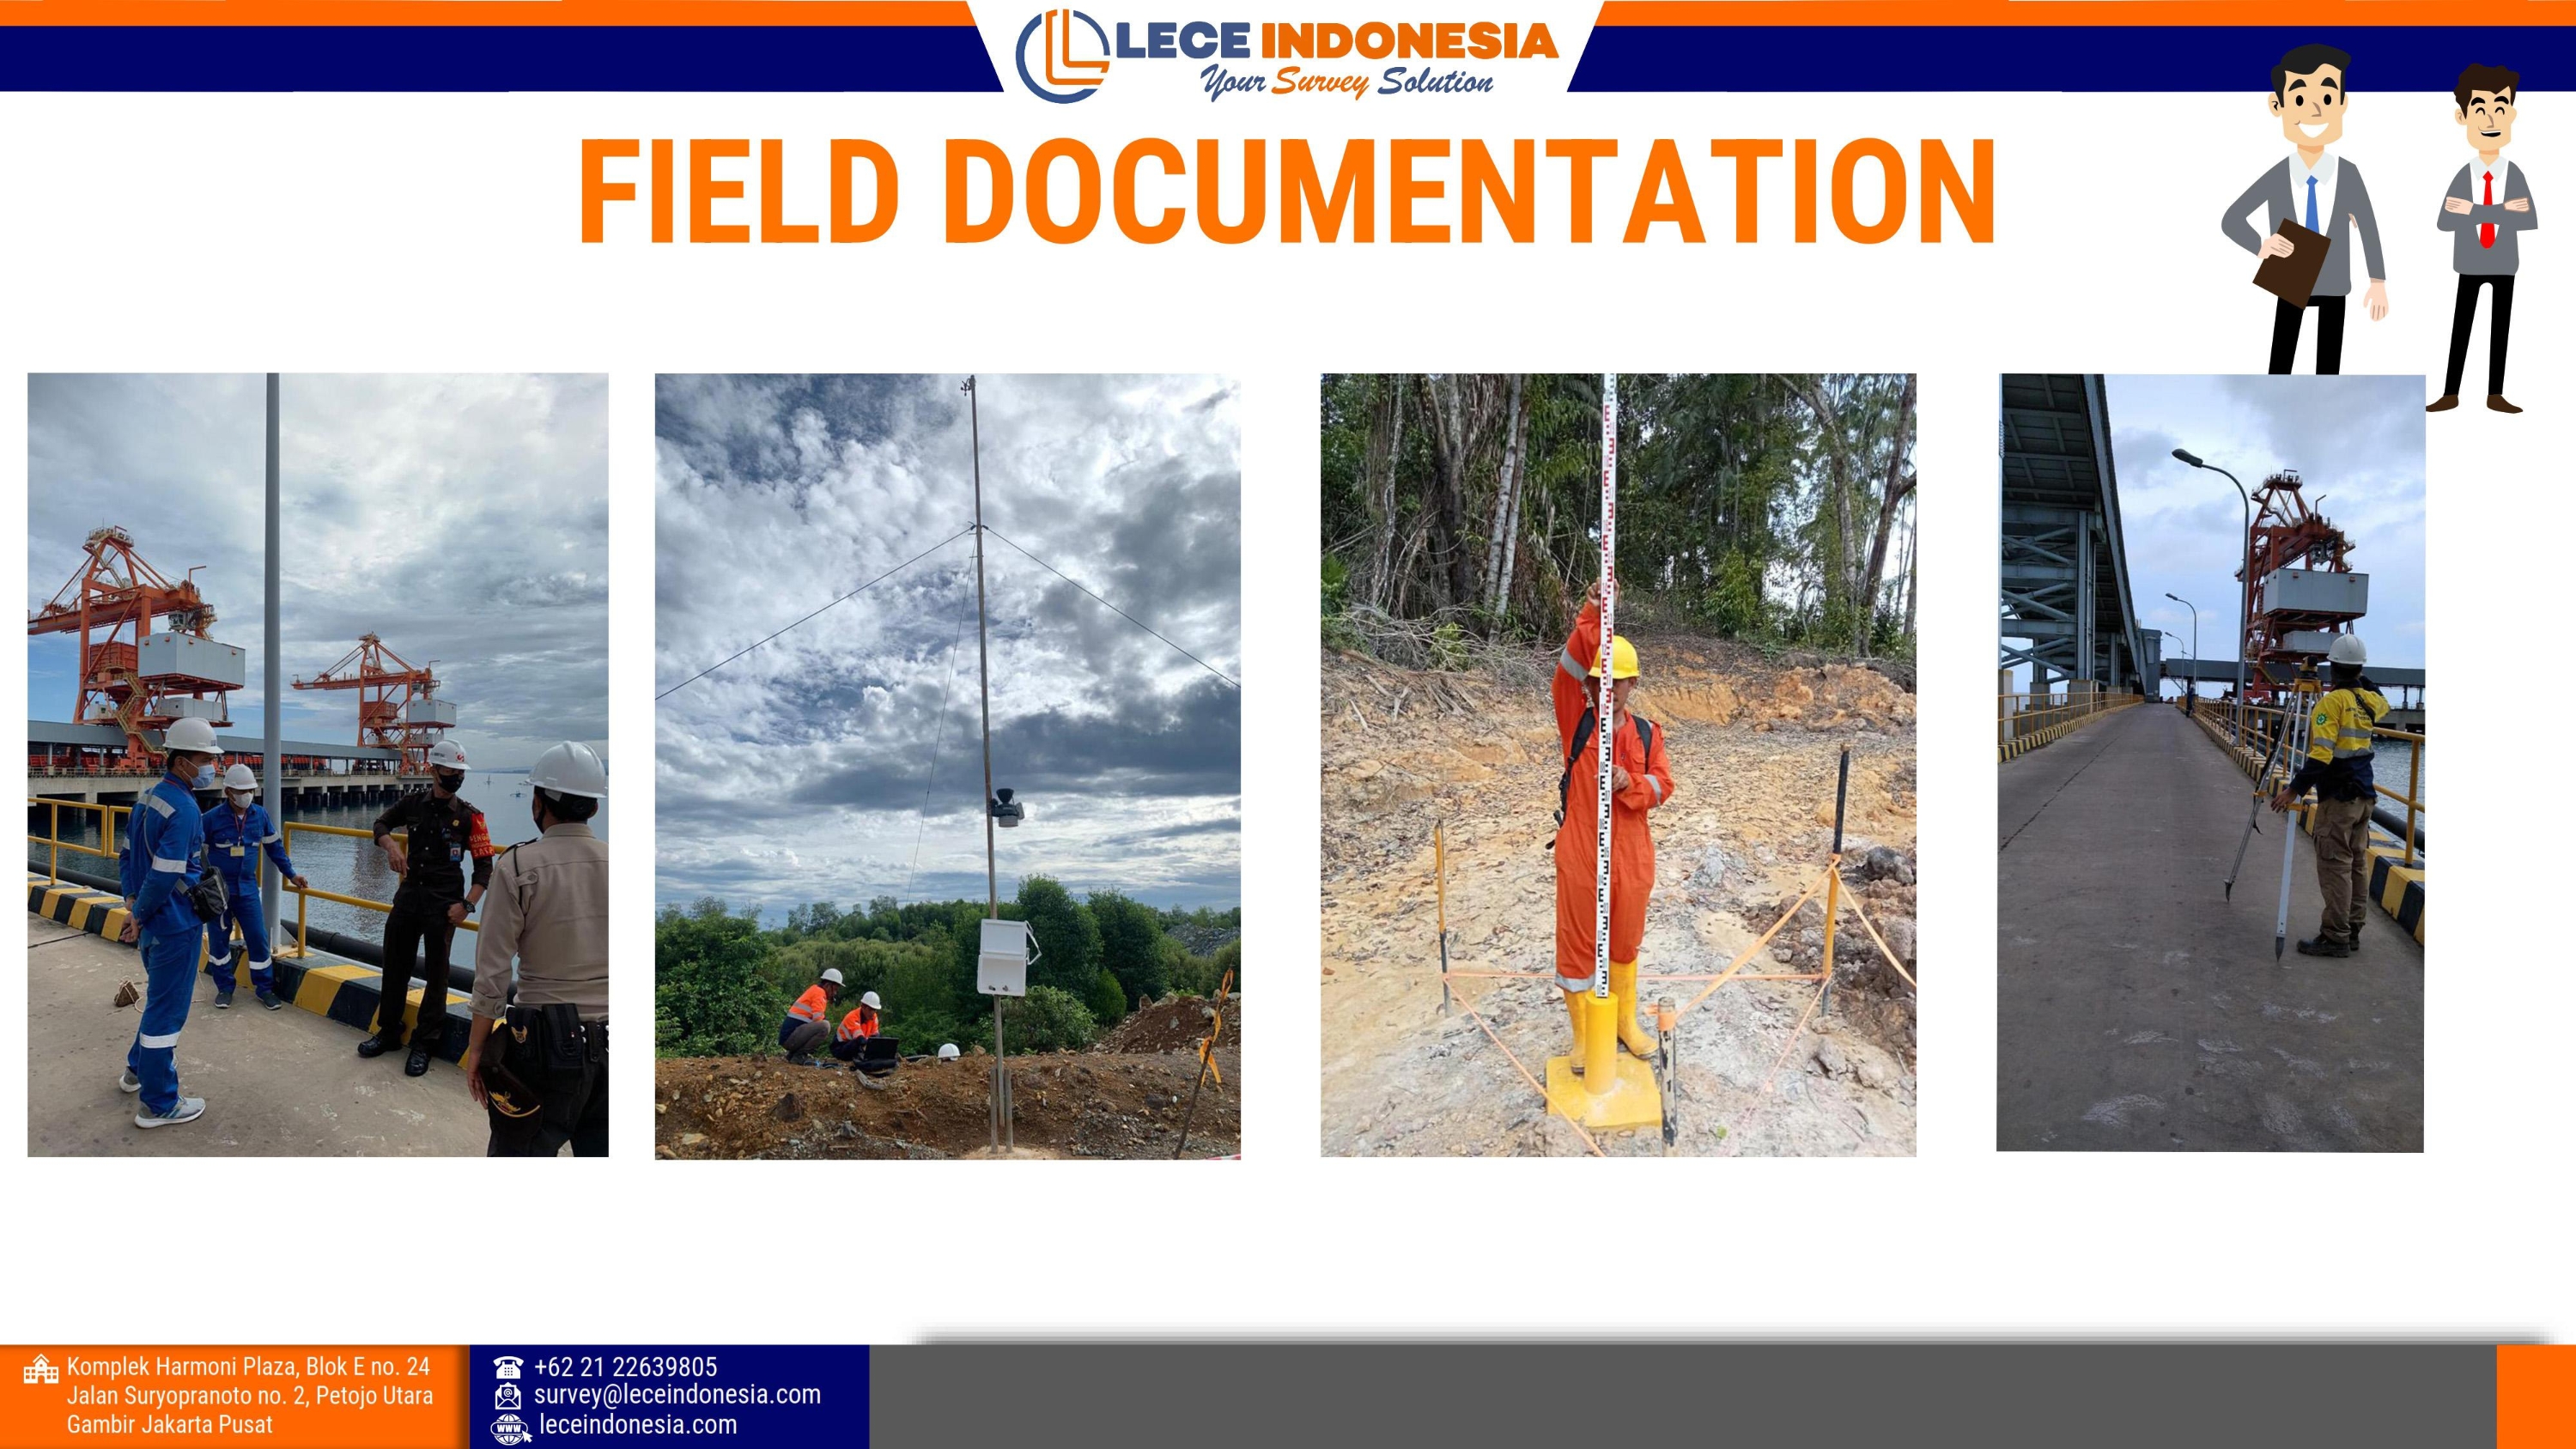 LECE INDONESIA
Your Survey Solution
FIELD DOCUMENTATION
Komplek Harmoni Plaza, Blok E no. 24
Jalan Suryopranoto no. 2, Petojo Utara
Gambir Jakarta Pusat
+62 21 22639805
survey@leceindonesia.com
WWW
leceindonesia.com